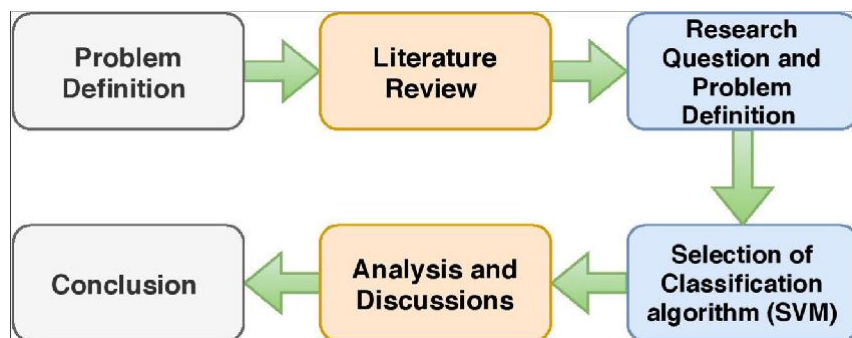 Problem
Definition
Literature
Review
Research
Question and
Problem
Definition
Selection of
Classification
algorithm (SVM)
Analysis and
Discussions
Conclusion